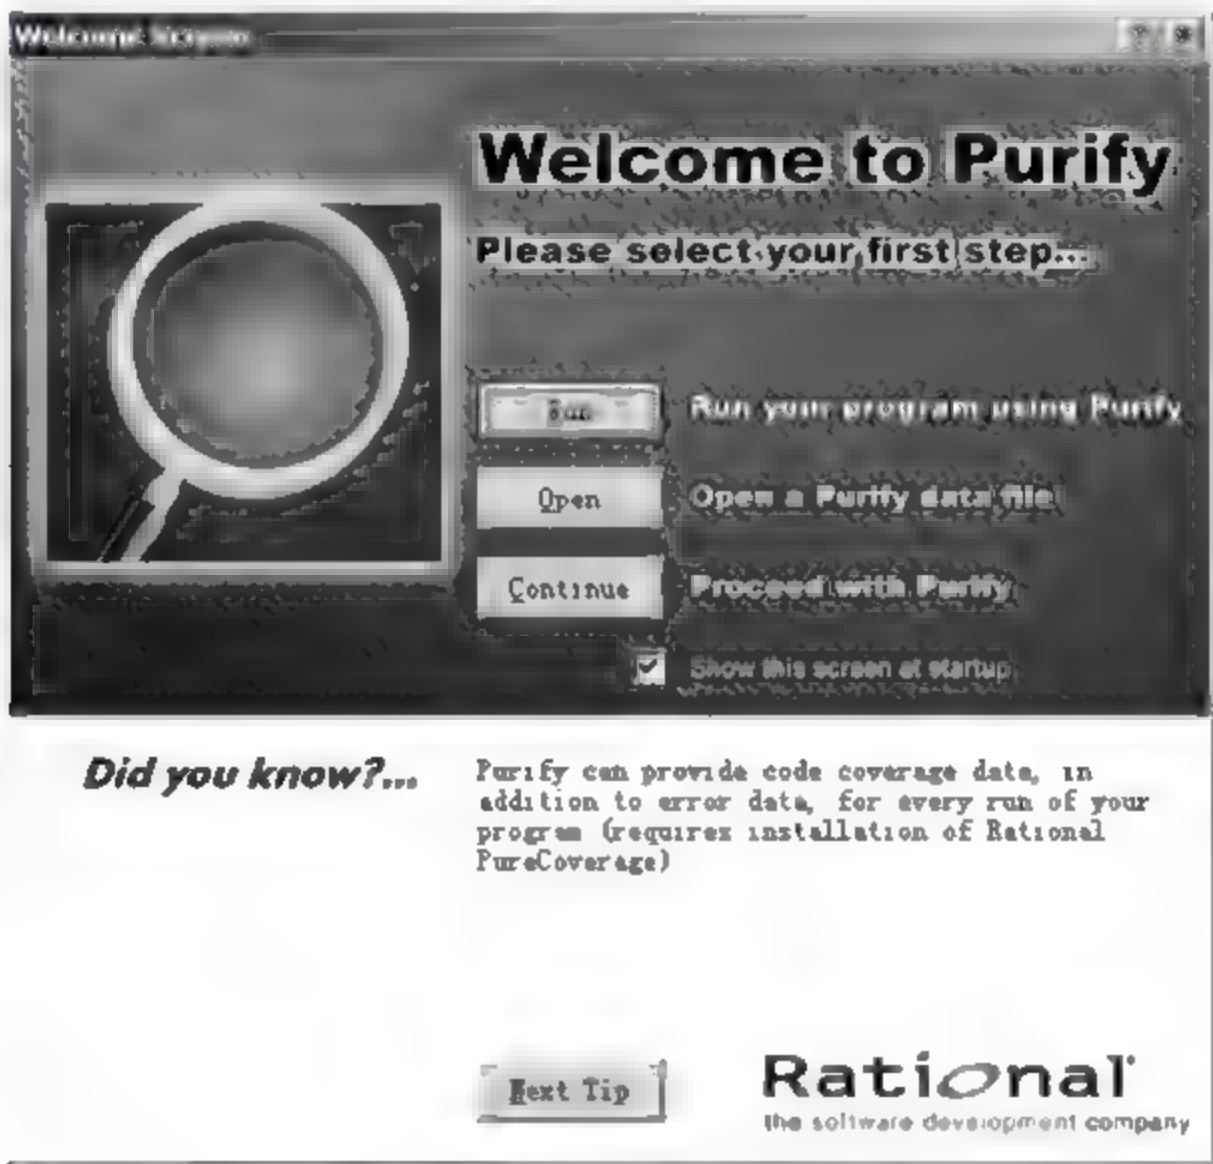 Welcome Screen
Welcome to Purify
Please select your first step...
Run Run your program using Purify
Open Open a Purify data file
Continue Proceed with Purify
Show this screen at startup
Did you know?...
Purify can provide code coverage data, in
addition to error data, for every run of your
program (requires installation of Rational
PureCoverage)
Next Tip
Rational
the software development company